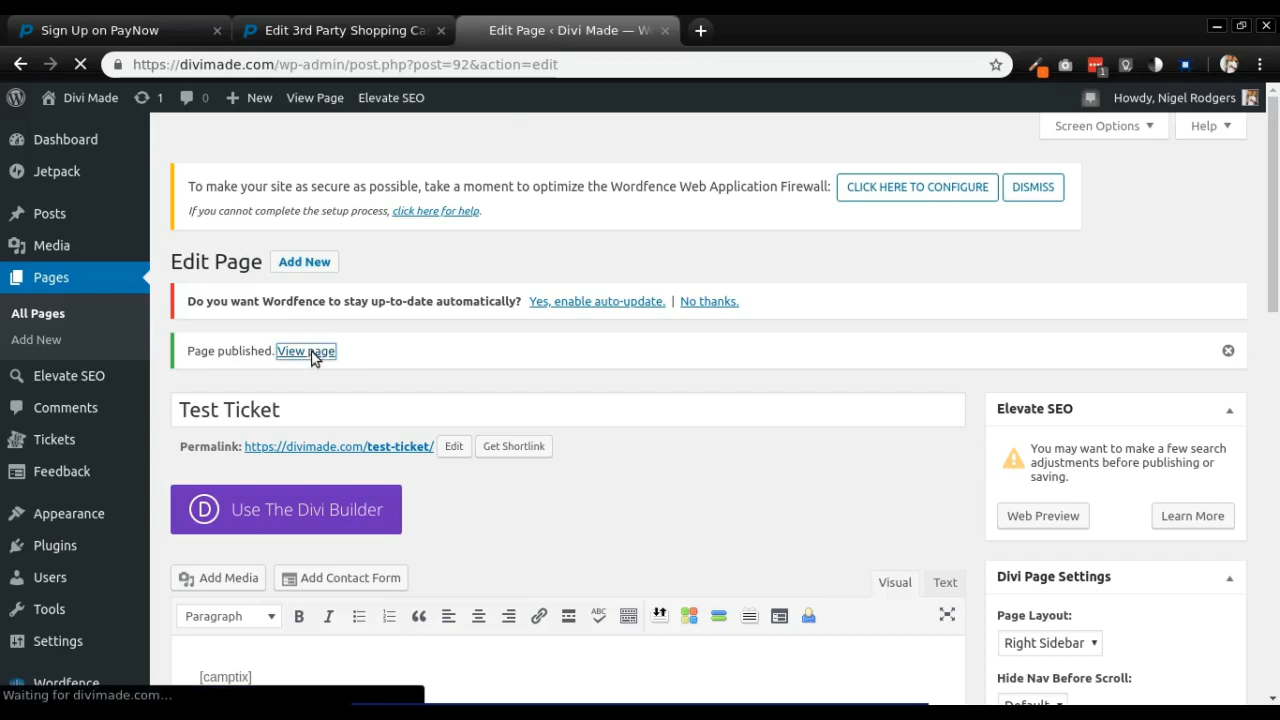 Sign Up on PayNow
Edit 3rd Party Shopping Ca
Edit Page ‹ Divi Made — W
https://divimade.com/wp-admin/post.php?post=92&action=edit
1
Divi Made
1
0
New
View Page
Elevate SEO
Howdy, Nigel Rodgers
Screen Options
Help
Dashboard
Jetpack
Posts
Media
Pages
All Pages
Add New
Elevate SEO
Comments
Tickets
Feedback
Appearance
Plugins
Users
Tools
Settings
Wordfence
To make your site as secure as possible, take a moment to optimize the Wordfence Web Application Firewall:
CLICK HERE TO CONFIGURE
DISMISS
If you cannot complete the setup process, click here for help.
Edit Page
Add New
Do you want Wordfence to stay up-to-date automatically? Yes, enable auto-update. | No thanks.
Page published. View page
Test Ticket
Permalink: https://divimade.com/test-ticket/
Edit
Get Shortlink
D
Use The Divi Builder
Add Media
Add Contact Form
Visual
Text
Paragraph
B
I
ABC
[camptix]
Elevate SEO
You may want to make a few search
adjustments before publishing or
saving.
Web Preview
Learn More
Divi Page Settings
Page Layout:
Right Sidebar
Hide Nav Before Scroll:
Default
Waiting for divimade.com...